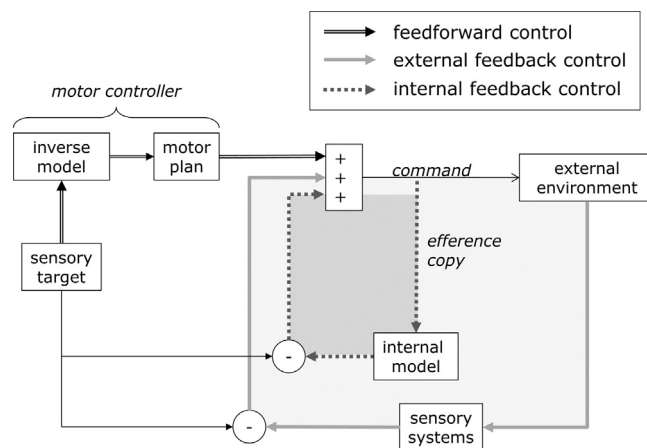 feedforward control
external feedback control
internal feedback control
motor controller
inverse
model
motor
plan
+
+
+
command
external
environment
efference
copy
sensory
target
-
internal
model
-
sensory
systems